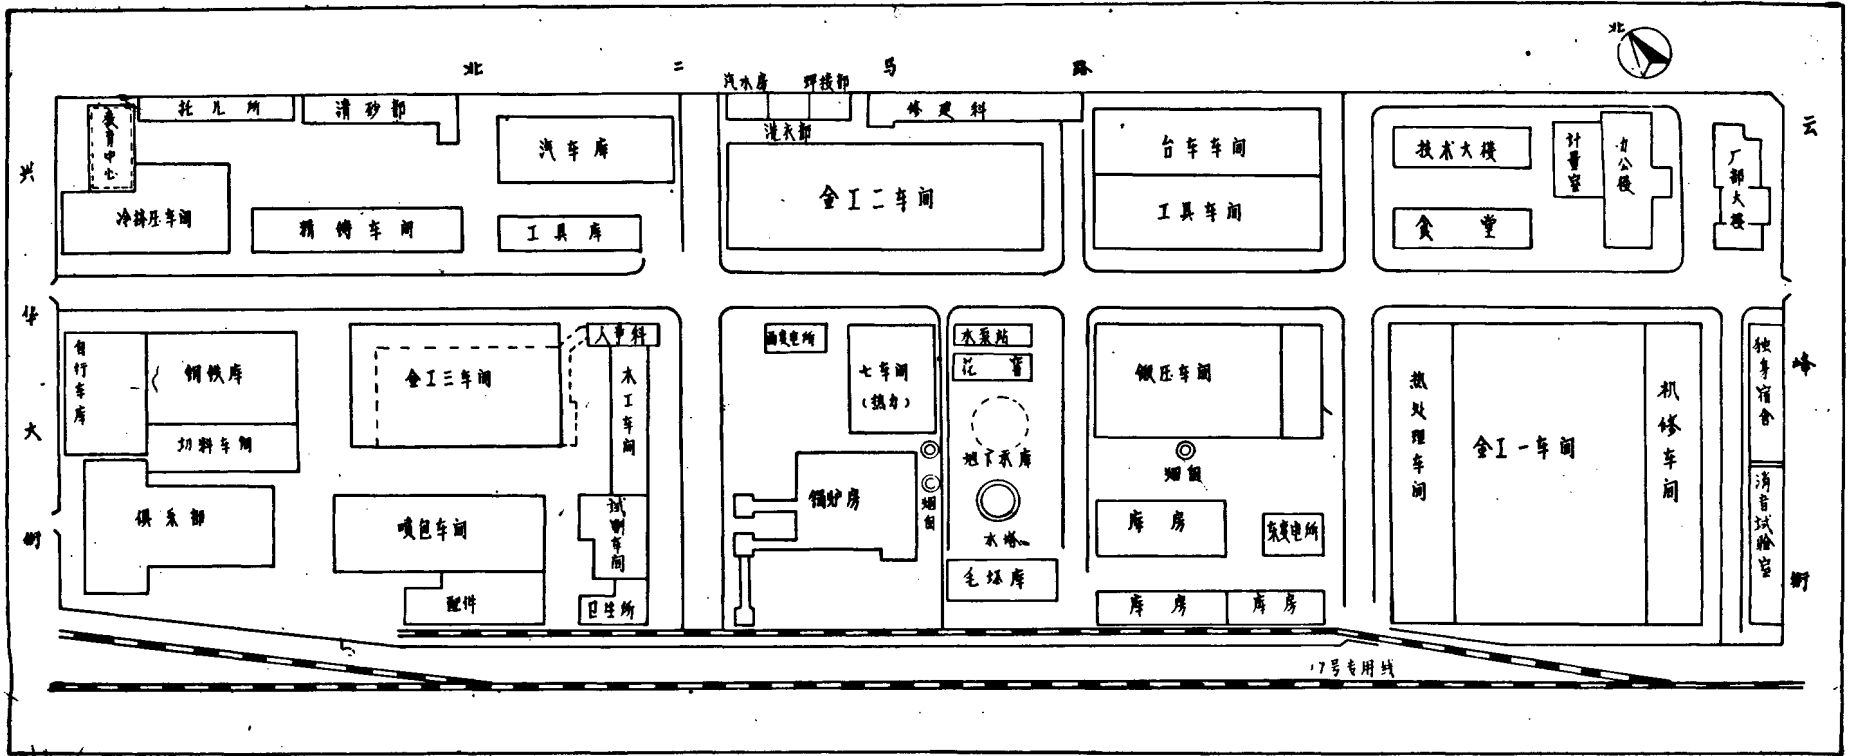 北
北二马路
汽水房
焊接部
托儿所
清砂部
修建科
教育中心
洗衣部
汽车库
金工二车间
台车车间
技术大楼
计量室
办公楼
厂部大楼
云峰街
兴华大街
冷挤压车间
精铸车间
工具库
工具车间
食堂
自行车库
钢铁库
切料车间
金工三车间
人事科
木工车间
西变电所
七车间
(热力)
水泵站
花窖
锻压车间
热处理车间
金工一车间
机修车间
独身宿舍
地下水库
烟囱
俱乐部
喷包车间
试制车间
锅炉房
烟囱
水塔
库房
东变电所
消音试验室
配件
卫生所
毛坯库
库房
库房
17号专用线